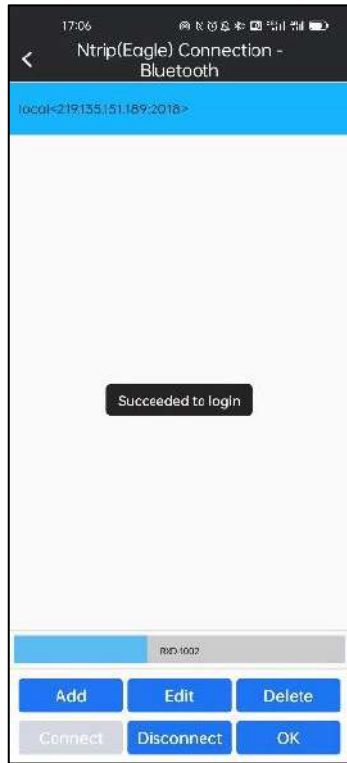 17:06
Ntrip(Eagle) Connection -
Bluetooth
local<219.135.151.189:2018>
Succeeded to login
RXD-1002
Add Edit Delete
Connect Disconnect OK